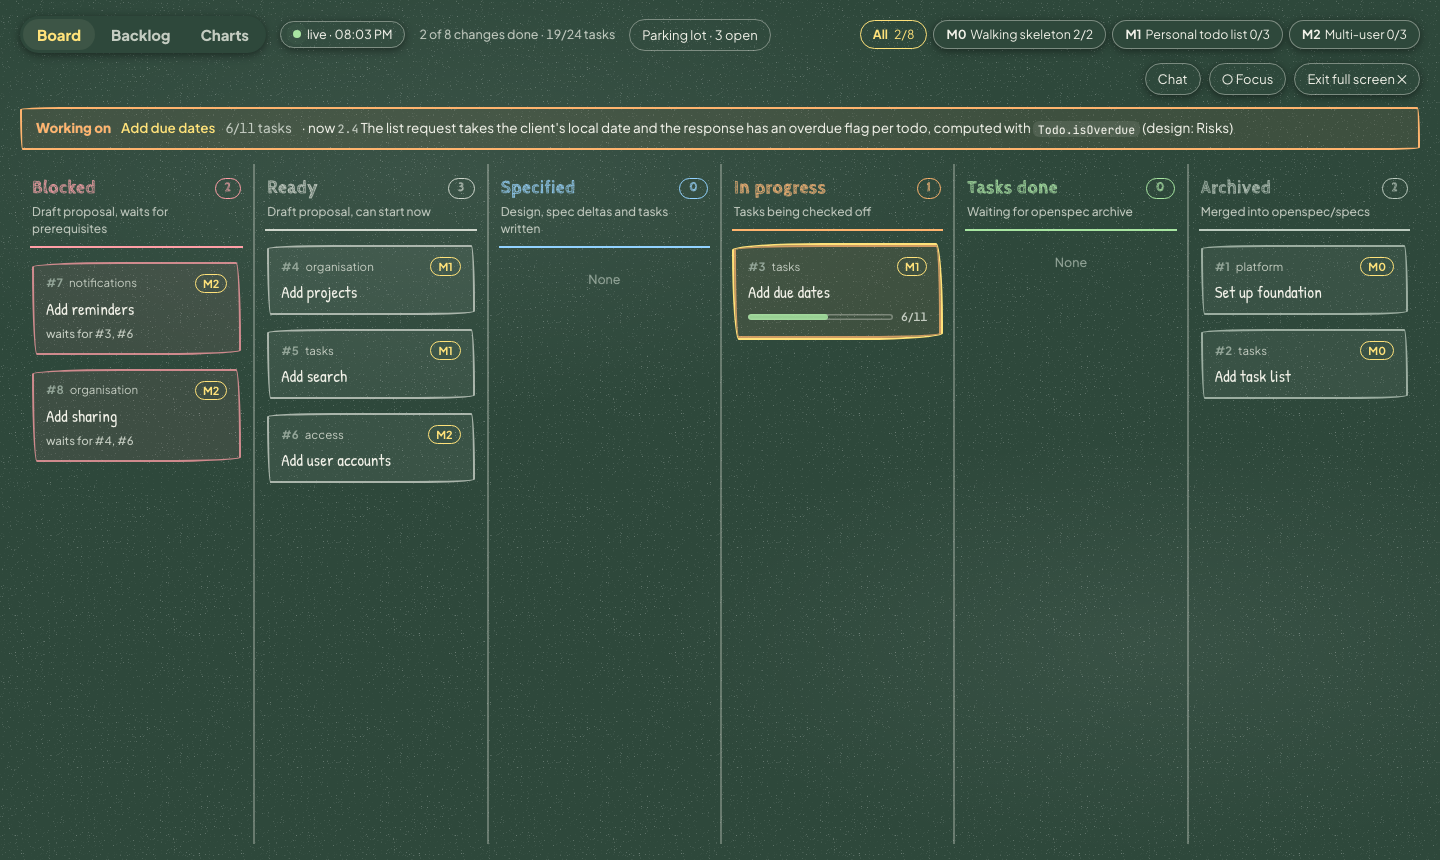 Board Backlog Charts
live · 08:03 PM
2 of 8 changes done · 19/24 tasks
Parking lot · 3 open
All 2/8
M0 Walking skeleton 2/2
M1 Personal todo list 0/3
M2 Multi-user 0/3
Chat
Focus
Exit full screen
Working on Add due dates 6/11 tasks · now 2.4 The list request takes the client's local date and the response has an overdue flag per todo, computed with Todo.isOverdue (design: Risks)
Blocked 2
Draft proposal, waits for
prerequisites
#7 notifications M2
Add reminders
waits for #3, #6
#8 organisation M2
Add sharing
waits for #4, #6
Ready 3
Draft proposal, can start now
#4 organisation M1
Add projects
#5 tasks M1
Add search
#6 access M2
Add user accounts
Specified 0
Design, spec deltas and tasks
written
None
In progress 1
Tasks being checked off
#3 tasks M1
Add due dates
6/11
Tasks done 0
Waiting for openspec archive
None
Archived 2
Merged into openspec/specs
#1 platform M0
Set up foundation
#2 tasks M0
Add task list